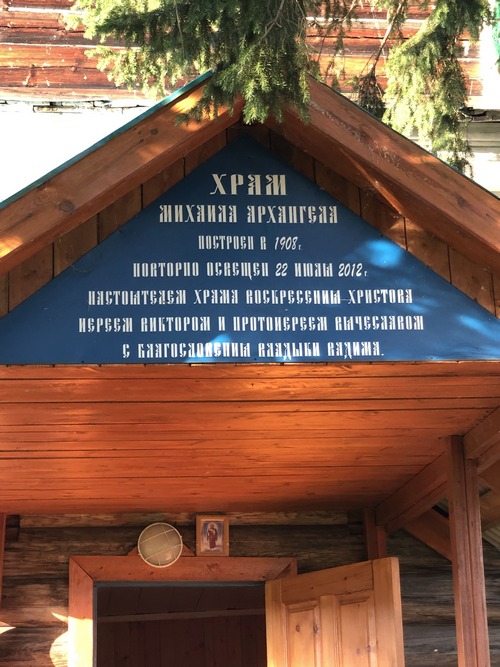 ХРАМ
МИХАИЛА АРХАНГЕЛА
ПОСТРОЕН В 1908г.
ПОВТОРНО ОСВЕЩЕН 22 ИЮЛЯ 2012г.
НАСТОЯТЕЛЕМ ХРАМА ВОСКРЕСЕНИЯ ХРИСТОВА
ИЕРЕЕМ ВИКТОРОМ И ПРОТОИЕРЕЕМ ВЯЧЕСЛАВОМ
С БЛАГОСЛОВЕНИЯ ВЛАДЫКИ ВАДИМА.